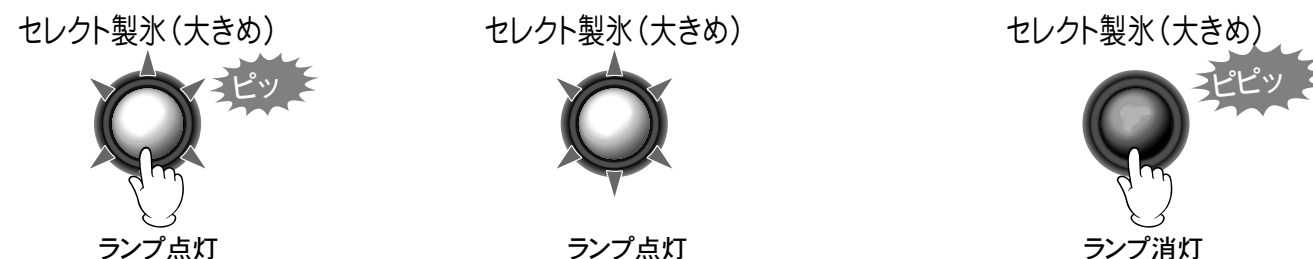 セレクト製氷（大きめ）
ピッ
ランプ点灯
セレクト製氷（大きめ）
ランプ点灯
セレクト製氷（大きめ）
ピピッ
ランプ消灯